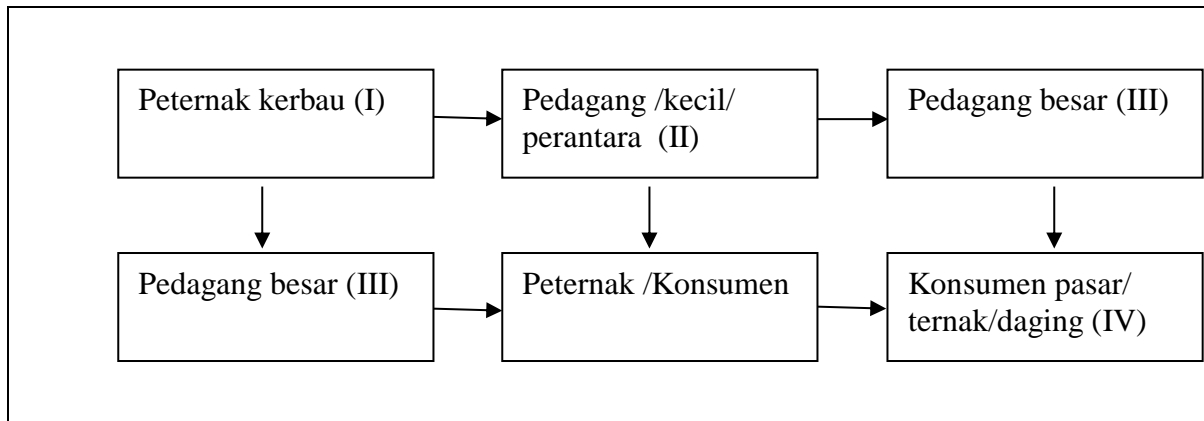 Peternak kerbau (I)
Pedagang /kecil/
perantara (II)
Pedagang besar (III)
Pedagang besar (III)
Peternak /Konsumen
Konsumen pasar/
ternak/daging (IV)